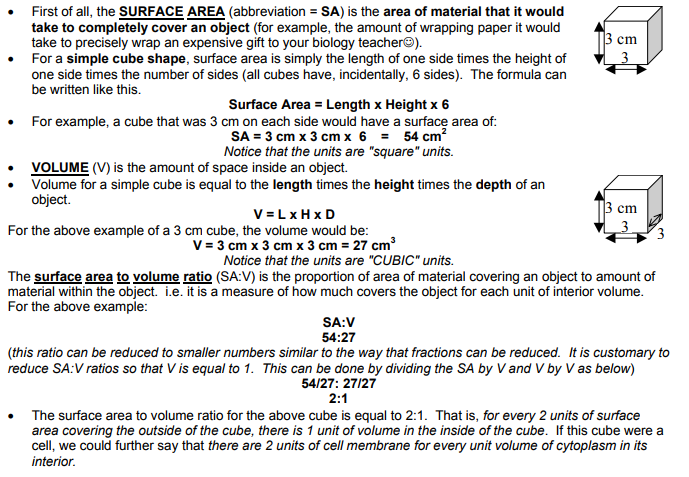 • First of all, the SURFACE AREA (abbreviation = SA) is the area of material that it would
take to completely cover an object (for example, the amount of wrapping paper it would
take to precisely wrap an expensive gift to your biology teacher☺).
3 cm
3
• For a simple cube shape, surface area is simply the length of one side times the height of
one side times the number of sides (all cubes have, incidentally, 6 sides). The formula can
be written like this.
Surface Area = Length x Height x 6
• For example, a cube that was 3 cm on each side would have a surface area of:
SA = 3 cm x 3 cm x 6 = 54 cm²
Notice that the units are "square" units.
• VOLUME (V) is the amount of space inside an object.
• Volume for a simple cube is equal to the length times the height times the depth of an
object.
V = L x H x D
3 cm
3
3
For the above example of a 3 cm cube, the volume would be:
V = 3 cm x 3 cm x 3 cm = 27 cm³
Notice that the units are "CUBIC" units.
The surface area to volume ratio (SA:V) is the proportion of area of material covering an object to amount of
material within the object. i.e. it is a measure of how much covers the object for each unit of interior volume.
For the above example:
SA:V
54:27
(this ratio can be reduced to smaller numbers similar to the way that fractions can be reduced. It is customary to
reduce SA:V ratios so that V is equal to 1. This can be done by dividing the SA by V and V by V as below)
54/27: 27/27
2:1
• The surface area to volume ratio for the above cube is equal to 2:1. That is, for every 2 units of surface
area covering the outside of the cube, there is 1 unit of volume in the inside of the cube. If this cube were a
cell, we could further say that there are 2 units of cell membrane for every unit volume of cytoplasm in its
interior.